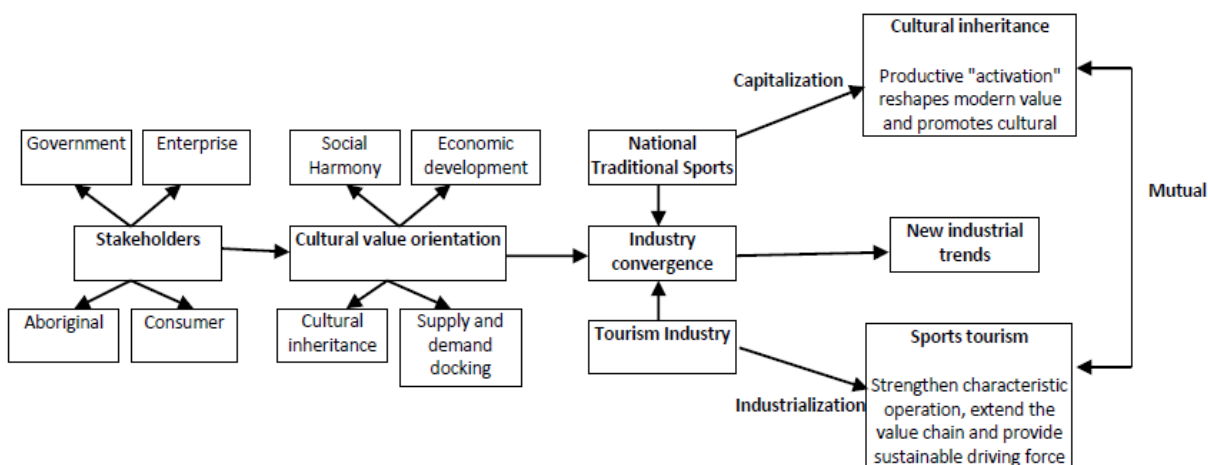 Cultural inheritance
Productive "activation"
reshapes modern value
and promotes cultural
Capitalization
Government
Enterprise
Social
Harmony
Economic
development
National
Traditional Sports
Mutual
Stakeholders
Cultural value orientation
Industry
convergence
New industrial
trends
Aboriginal
Consumer
Cultural
inheritance
Supply and
demand
docking
Tourism Industry
Industrialization
Sports tourism
Strengthen characteristic
operation, extend the
value chain and provide
sustainable driving force